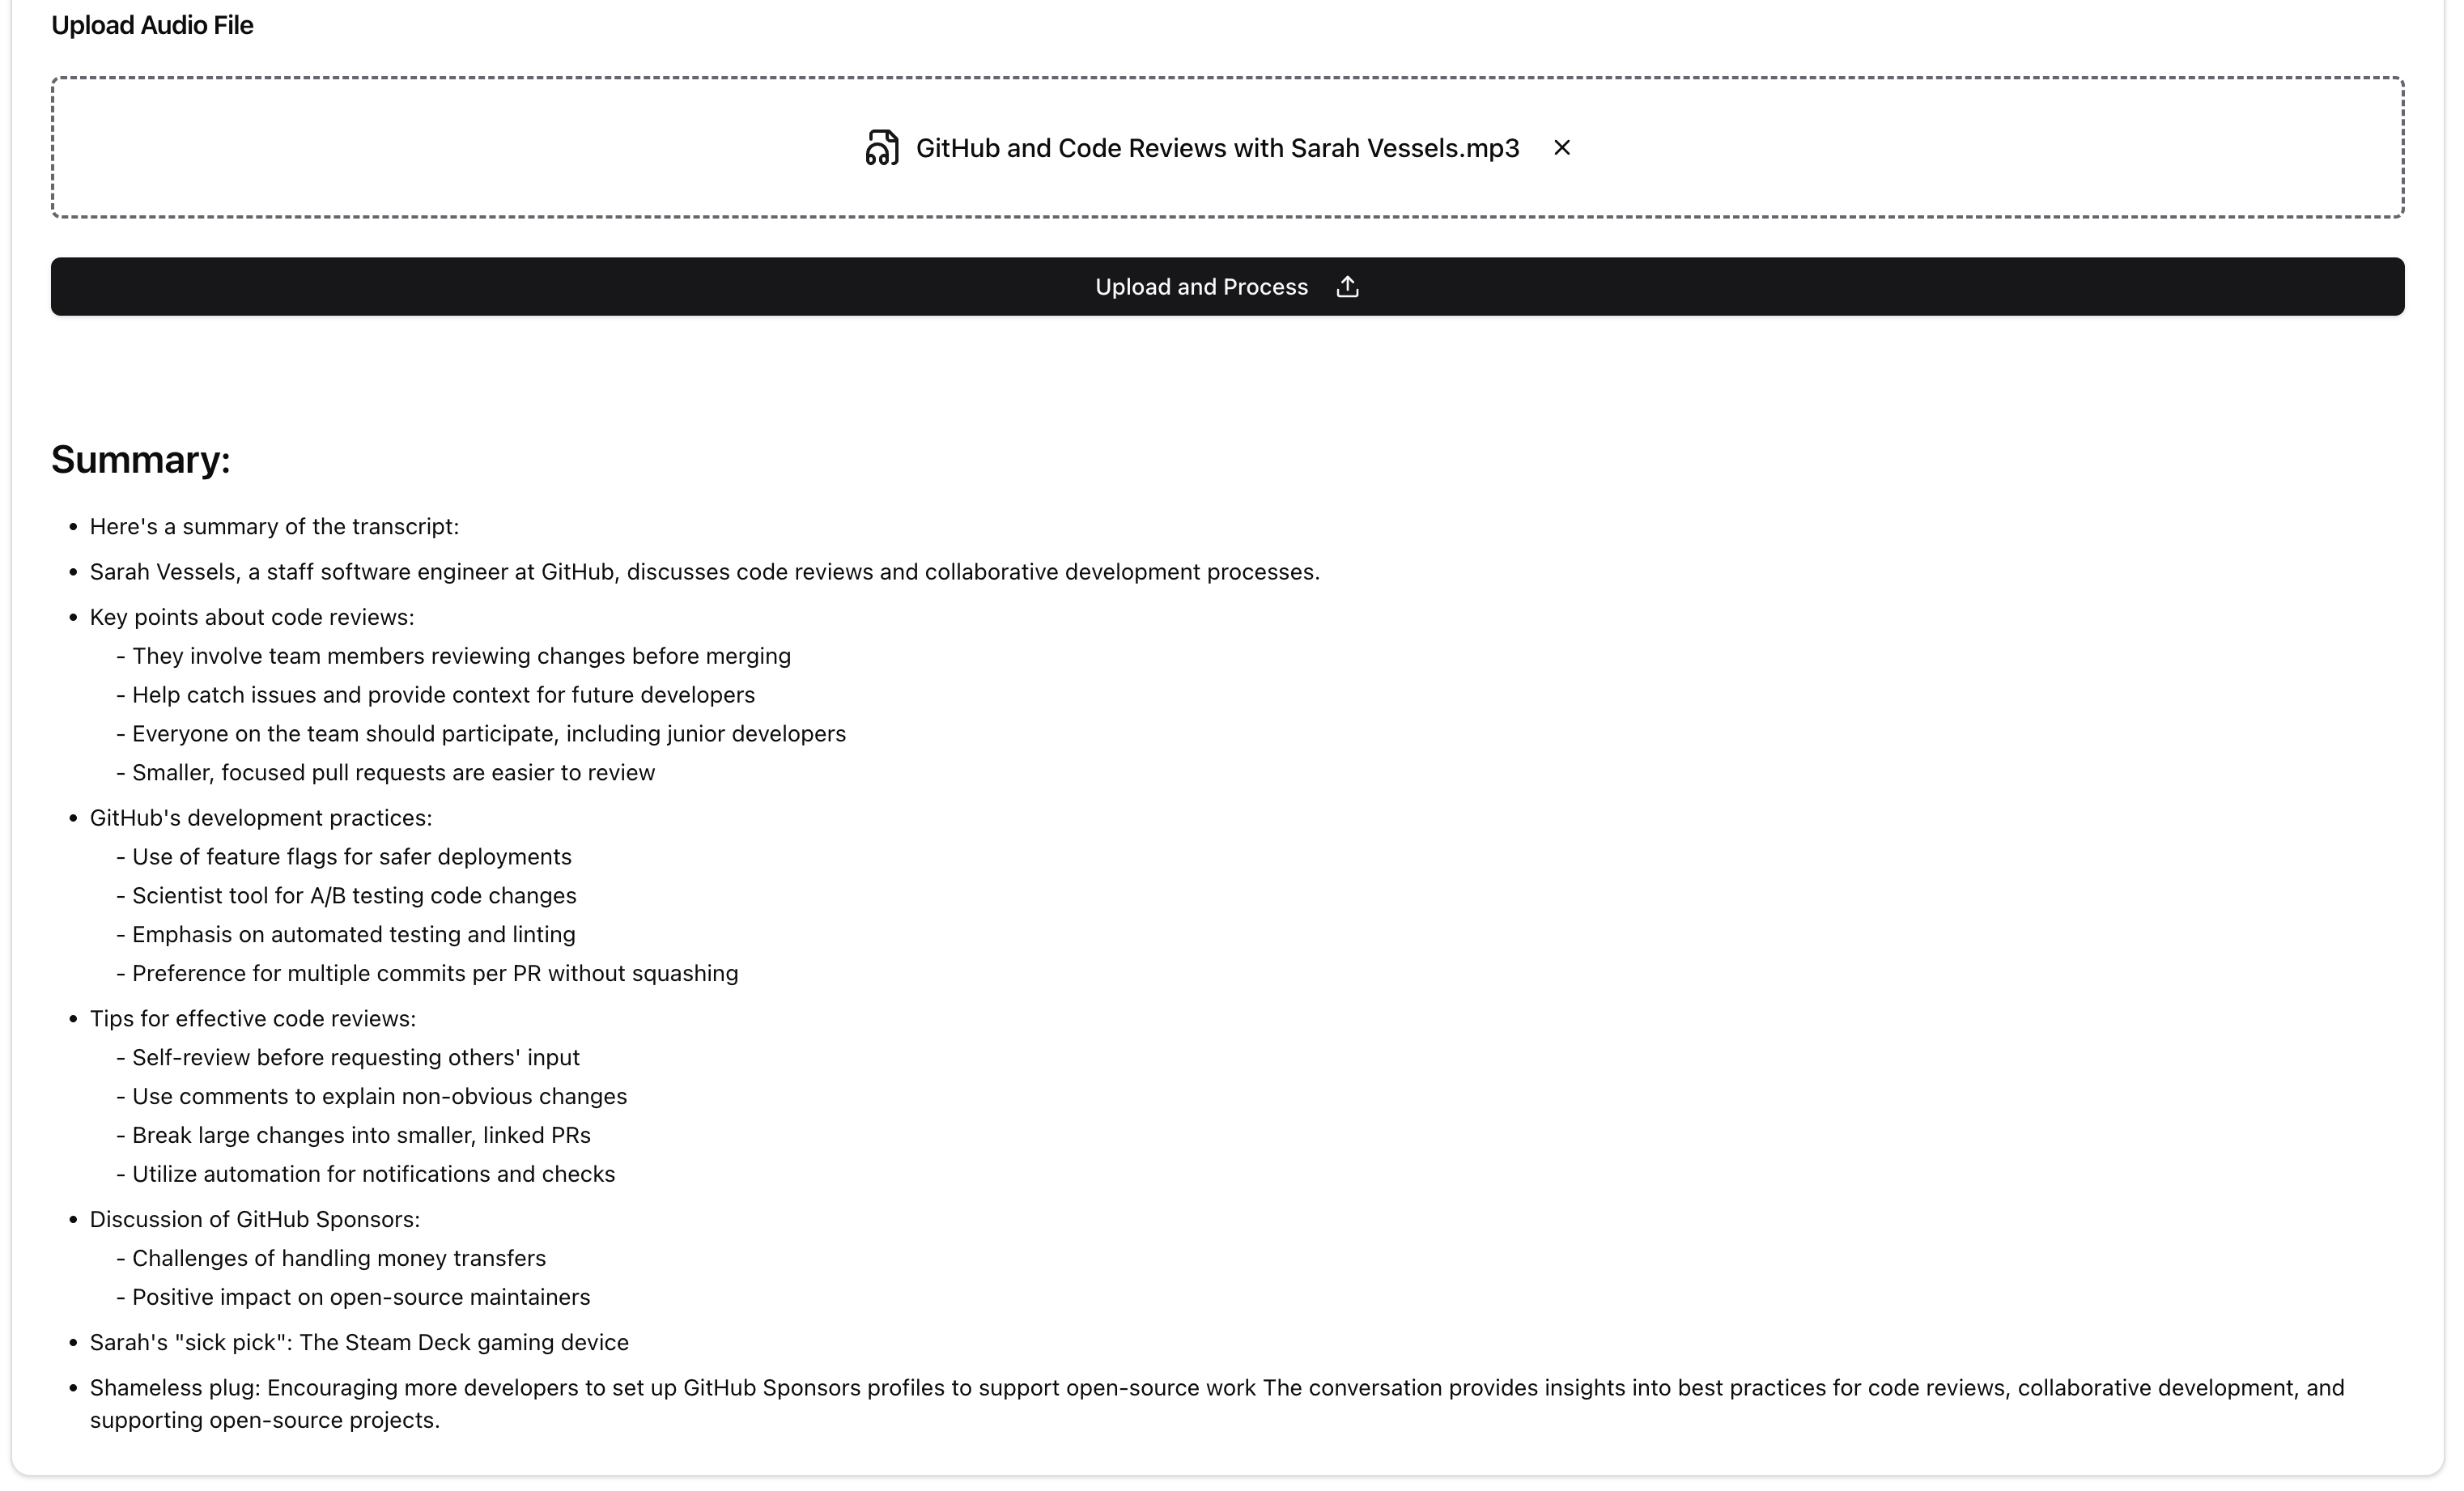 Upload Audio File
GitHub and Code Reviews with Sarah Vessels.mp3
Upload and Process
Summary:
• Here's a summary of the transcript:
• Sarah Vessels, a staff software engineer at GitHub, discusses code reviews and collaborative development processes.
• Key points about code reviews:
- They involve team members reviewing changes before merging
- Help catch issues and provide context for future developers
- Everyone on the team should participate, including junior developers
- Smaller, focused pull requests are easier to review
• GitHub's development practices:
- Use of feature flags for safer deployments
- Scientist tool for A/B testing code changes
- Emphasis on automated testing and linting
- Preference for multiple commits per PR without squashing
• Tips for effective code reviews:
- Self-review before requesting others' input
- Use comments to explain non-obvious changes
- Break large changes into smaller, linked PRs
- Utilize automation for notifications and checks
• Discussion of GitHub Sponsors:
- Challenges of handling money transfers
- Positive impact on open-source maintainers
• Sarah's "sick pick": The Steam Deck gaming device
• Shameless plug: Encouraging more developers to set up GitHub Sponsors profiles to support open-source work The conversation provides insights into best practices for code reviews, collaborative development, and
supporting open-source projects.